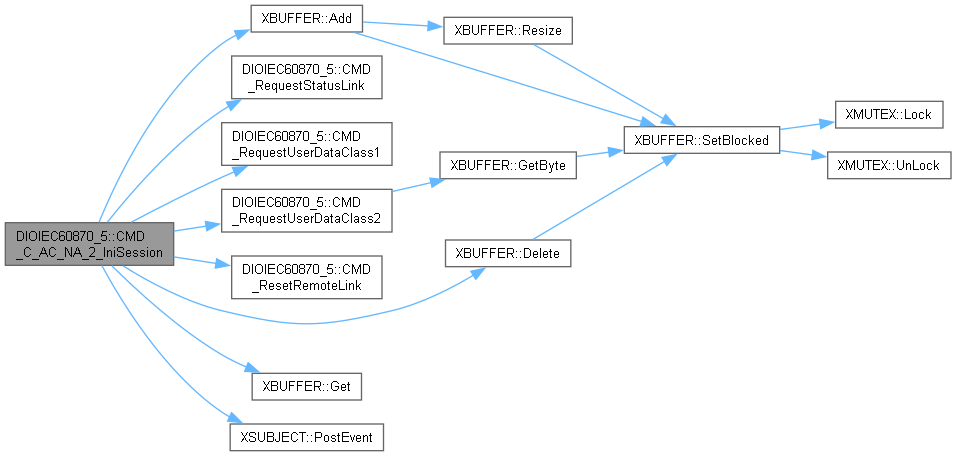 XBUFFER::Add
XBUFFER::Resize
DIOIEC60870_5::CMD
_RequestStatusLink
XMUTEX::Lock
DIOIEC60870_5::CMD
_RequestUserDataClass1
XBUFFER::SetBlocked
XBUFFER::GetByte
XMUTEX::UnLock
DIOIEC60870_5::CMD
_RequestUserDataClass2
DIOIEC60870_5::CMD
_C_AC_NA_2_IniSession
XBUFFER::Delete
DIOIEC60870_5::CMD
_ResetRemoteLink
XBUFFER::Get
XSUBJECT::PostEvent